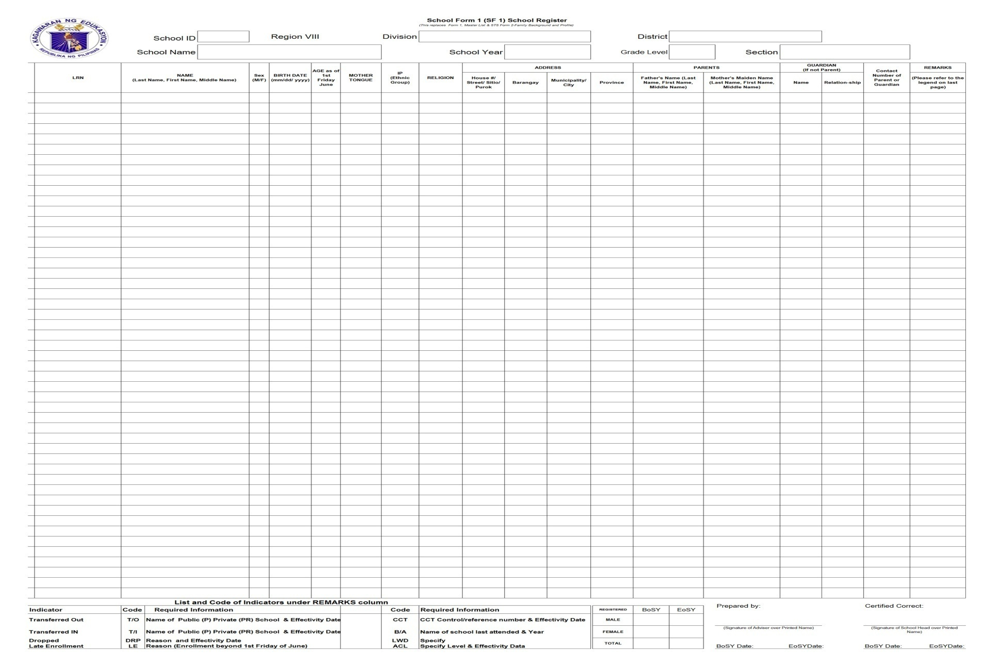 KAGAWARAN NG EDUKASYON
REPUBLIKA NG PILIPINAS
School Form 1 (SF 1) School Register
(This replaces Form 1, Master List & STS Form 2-Family Background and Profile)
School ID
Region VIII
Division
District
School Name
School Year
Grade Level
Section
LRN
NAME
(Last Name, First Name, Middle Name)
Sex
(M/F)
BIRTH DATE
(mm/dd/ yyyy)
AGE as of
1st
Friday
June
MOTHER
TONGUE
IP
(Ethnic
Group)
RELIGION
ADDRESS
House #/
Street/ Sitio/
Purok
Barangay
Municipality/
City
Province
PARENTS
Father's Name (Last
Name, First Name,
Middle Name)
Mother's Maiden Name
(Last Name, First Name,
Middle Name)
GUARDIAN
(If not Parent)
Name
Relation-ship
Contact
Number of
Parent or
Guardian
REMARKS
(Please refer to the
legend on last
page)
List and Code of Indicators under REMARKS column
Indicator Code Required Information Code Required Information
Transferred Out T/O Name of Public (P) Private (PR) School & Effectivity Date CCT CCT Control/reference number & Effectivity Date
Transferred IN T/I Name of Public (P) Private (PR) School & Effectivity Date B/A Name of school last attended & Year
Dropped DRP Reason and Effectivity Date LWD Specify
Late Enrollment LE Reason (Enrollment beyond 1st Friday of June) ACL Specify Level & Effectivity Data
REGISTERED BoSY EoSY
MALE
FEMALE
TOTAL
Prepared by:
(Signature of Adviser over Printed Name)
BoSY Date: EoSYDate:
Certified Correct:
(Signature of School Head over Printed
Name)
BoSY Date: EoSYDate: